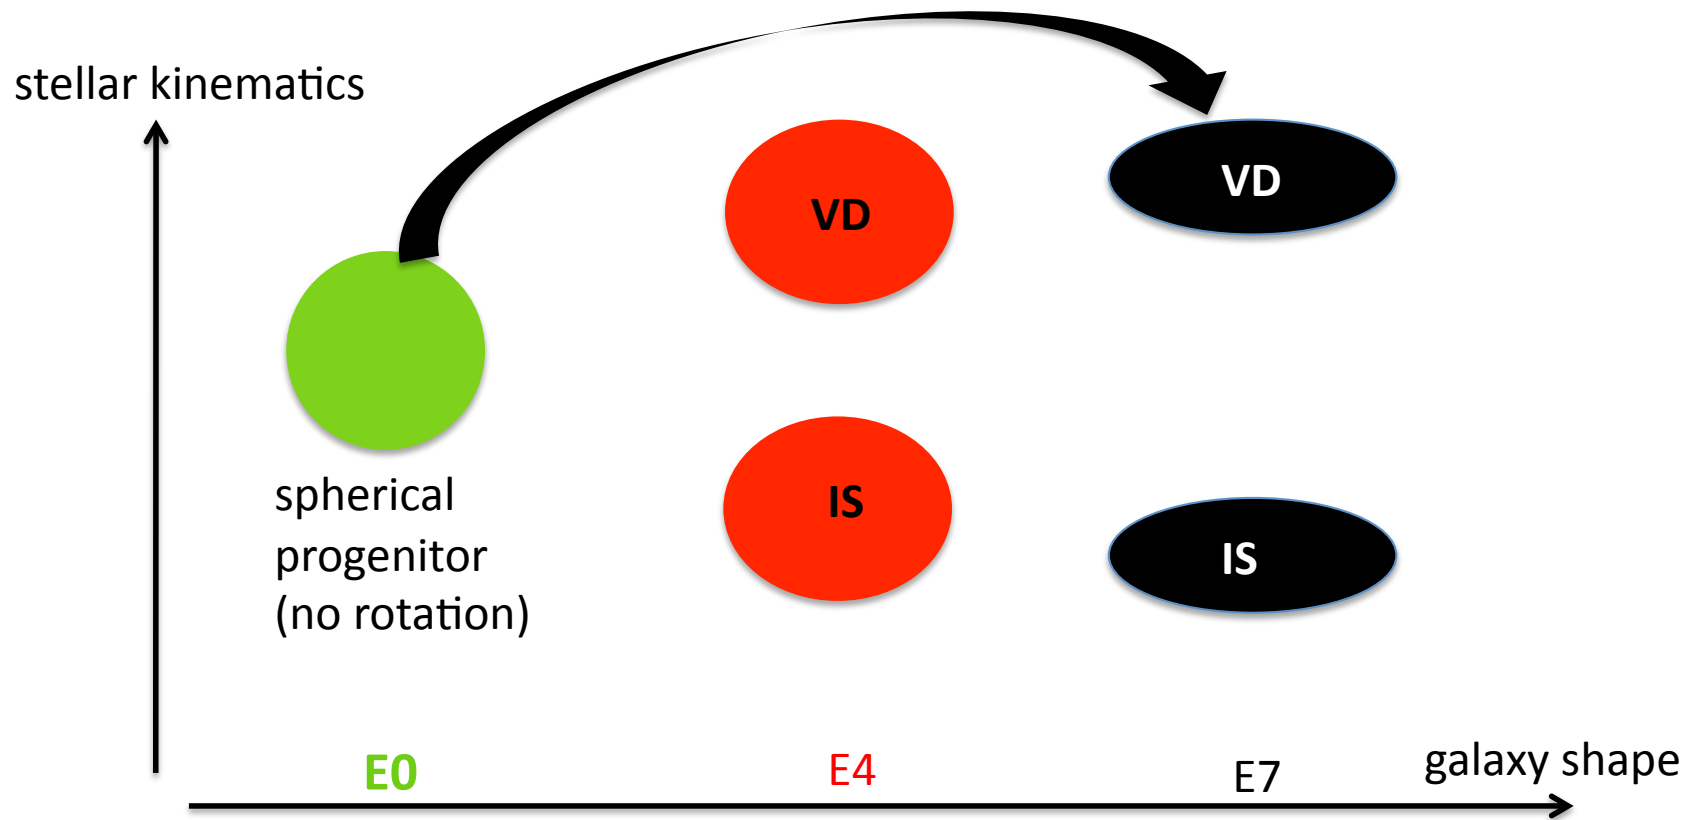 stellar kinematics
VD
VD
spherical
progenitor
(no rotation)
IS
IS
E0
E4
E7
galaxy shape